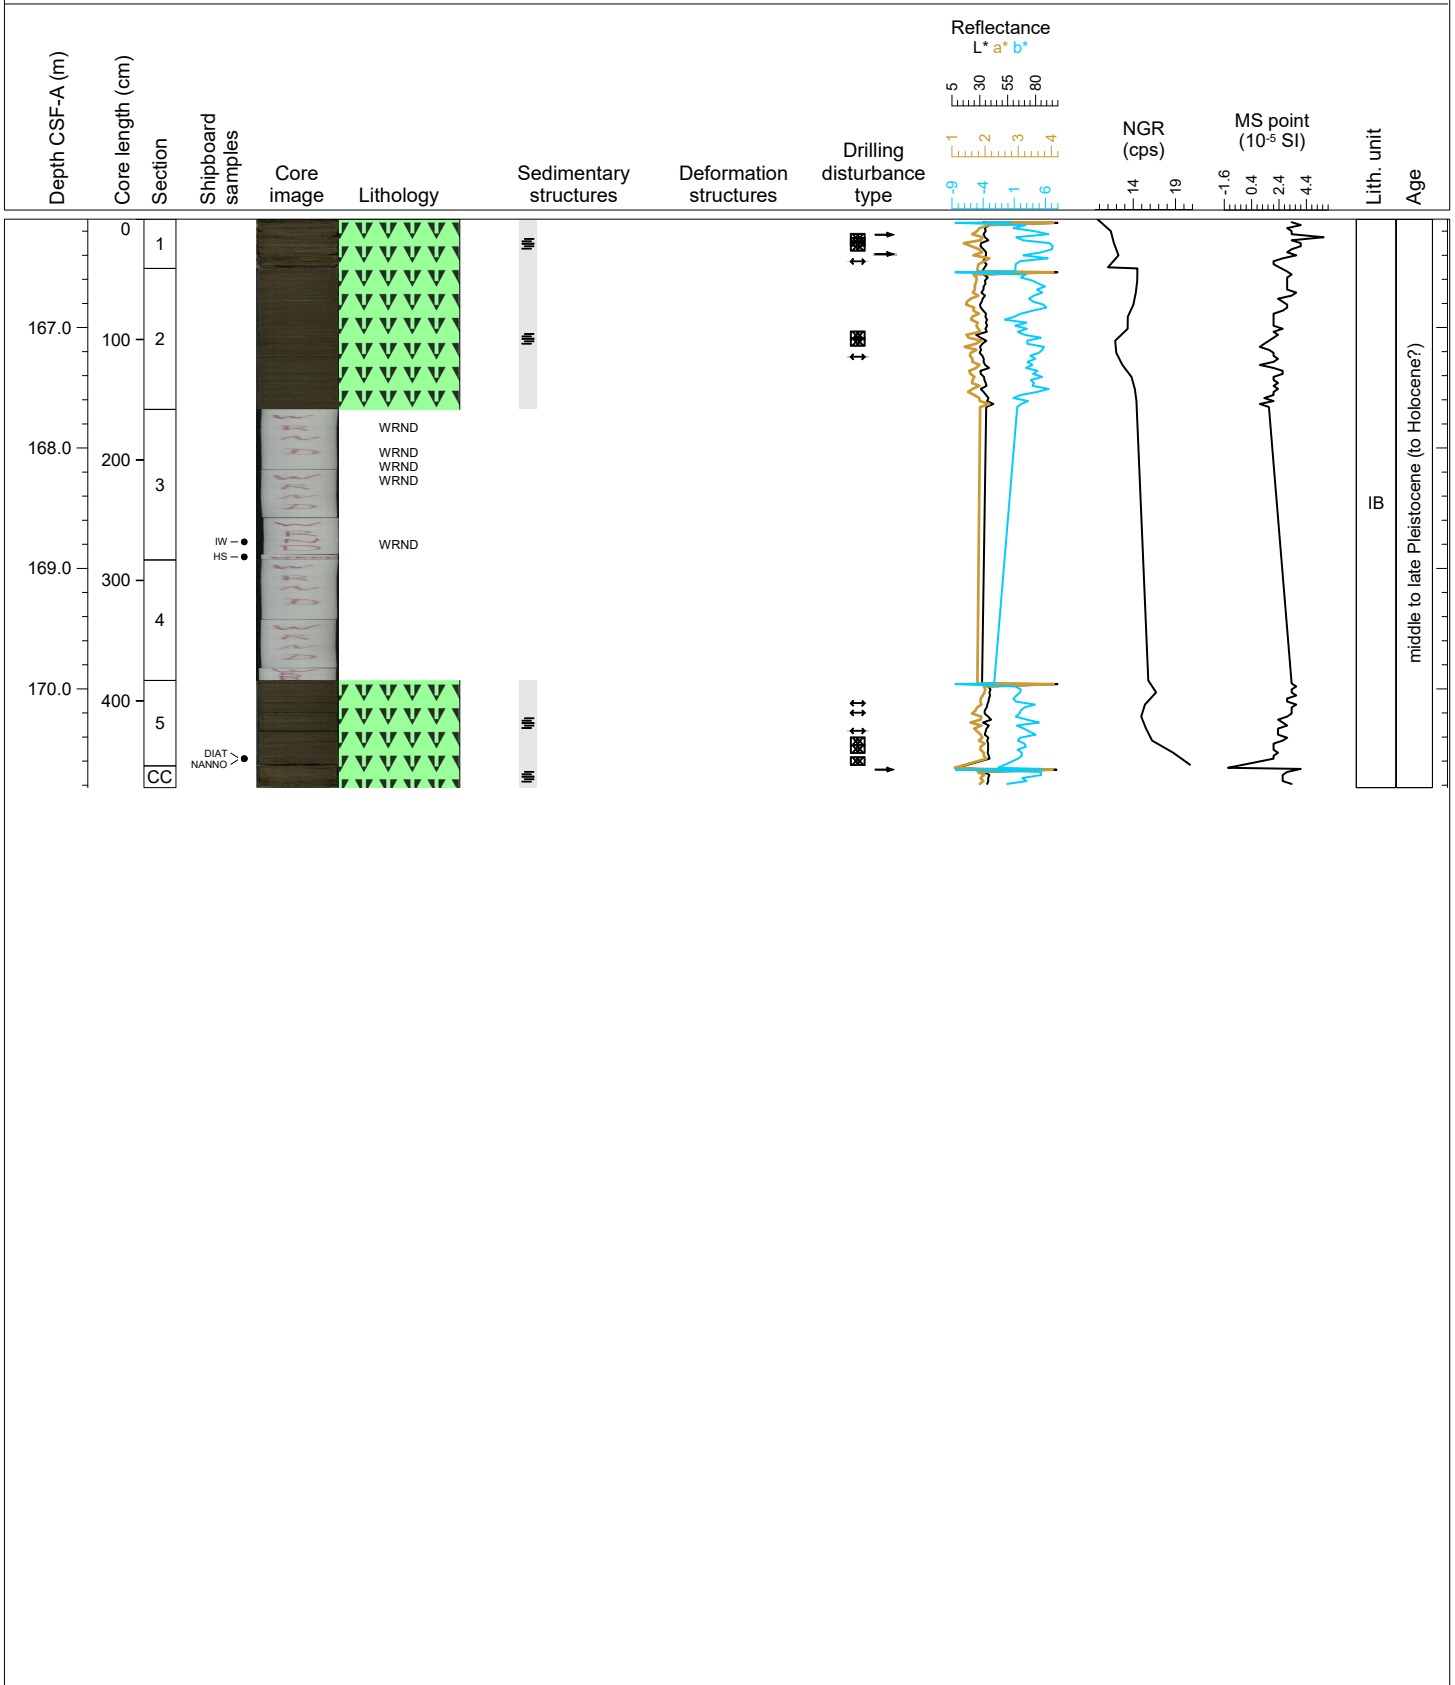 Depth CSF-A (m)
Core length (cm)
Section
Shipboard
samples
Core
image
Lithology
Sedimentary
structures
Deformation
structures
Drilling
disturbance
type
Reflectance
L* a* b*
5 30 55 80
1 2 3 4
-9 -4 1 6
NGR
(cps)
14 19
MS point
(10-5 SI)
-1.6 0.4 2.4 4.4
Lith. unit
Age
0
1
167.0
100
2
WRND
168.0
200
WRND
WRND
WRND
3
IW
HS
WRND
169.0
300
4
170.0
400
5
DIAT
NANNO
CC
IB
middle to late Pleistocene (to Holocene?)